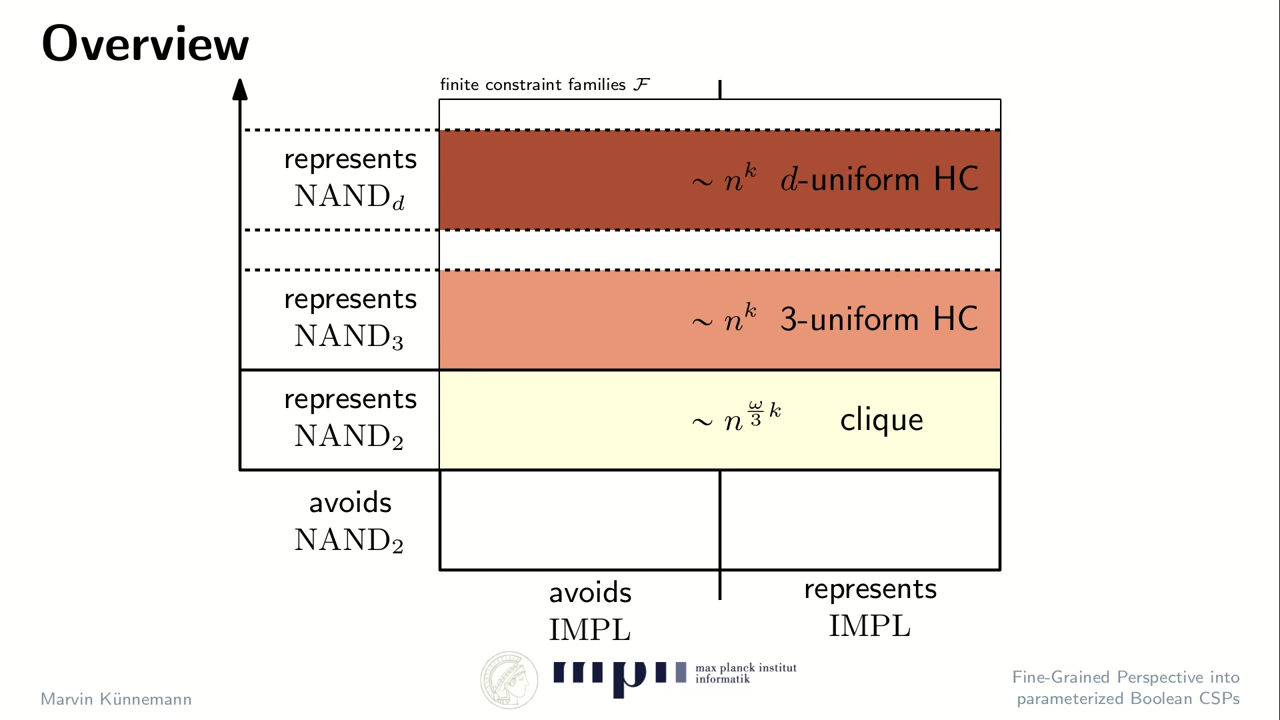 Overview
finite constraint families ℱ
represents
NAND_d
∼ n^k d-uniform HC
represents
NAND_3
∼ n^k 3-uniform HC
represents
NAND_2
∼ n^{\frac{ω}{3}k} clique
avoids
NAND_2
avoids
IMPL
represents
IMPL
max planck institut
informatik
Marvin Künnemann
Fine-Grained Perspective into
parameterized Boolean CSPs